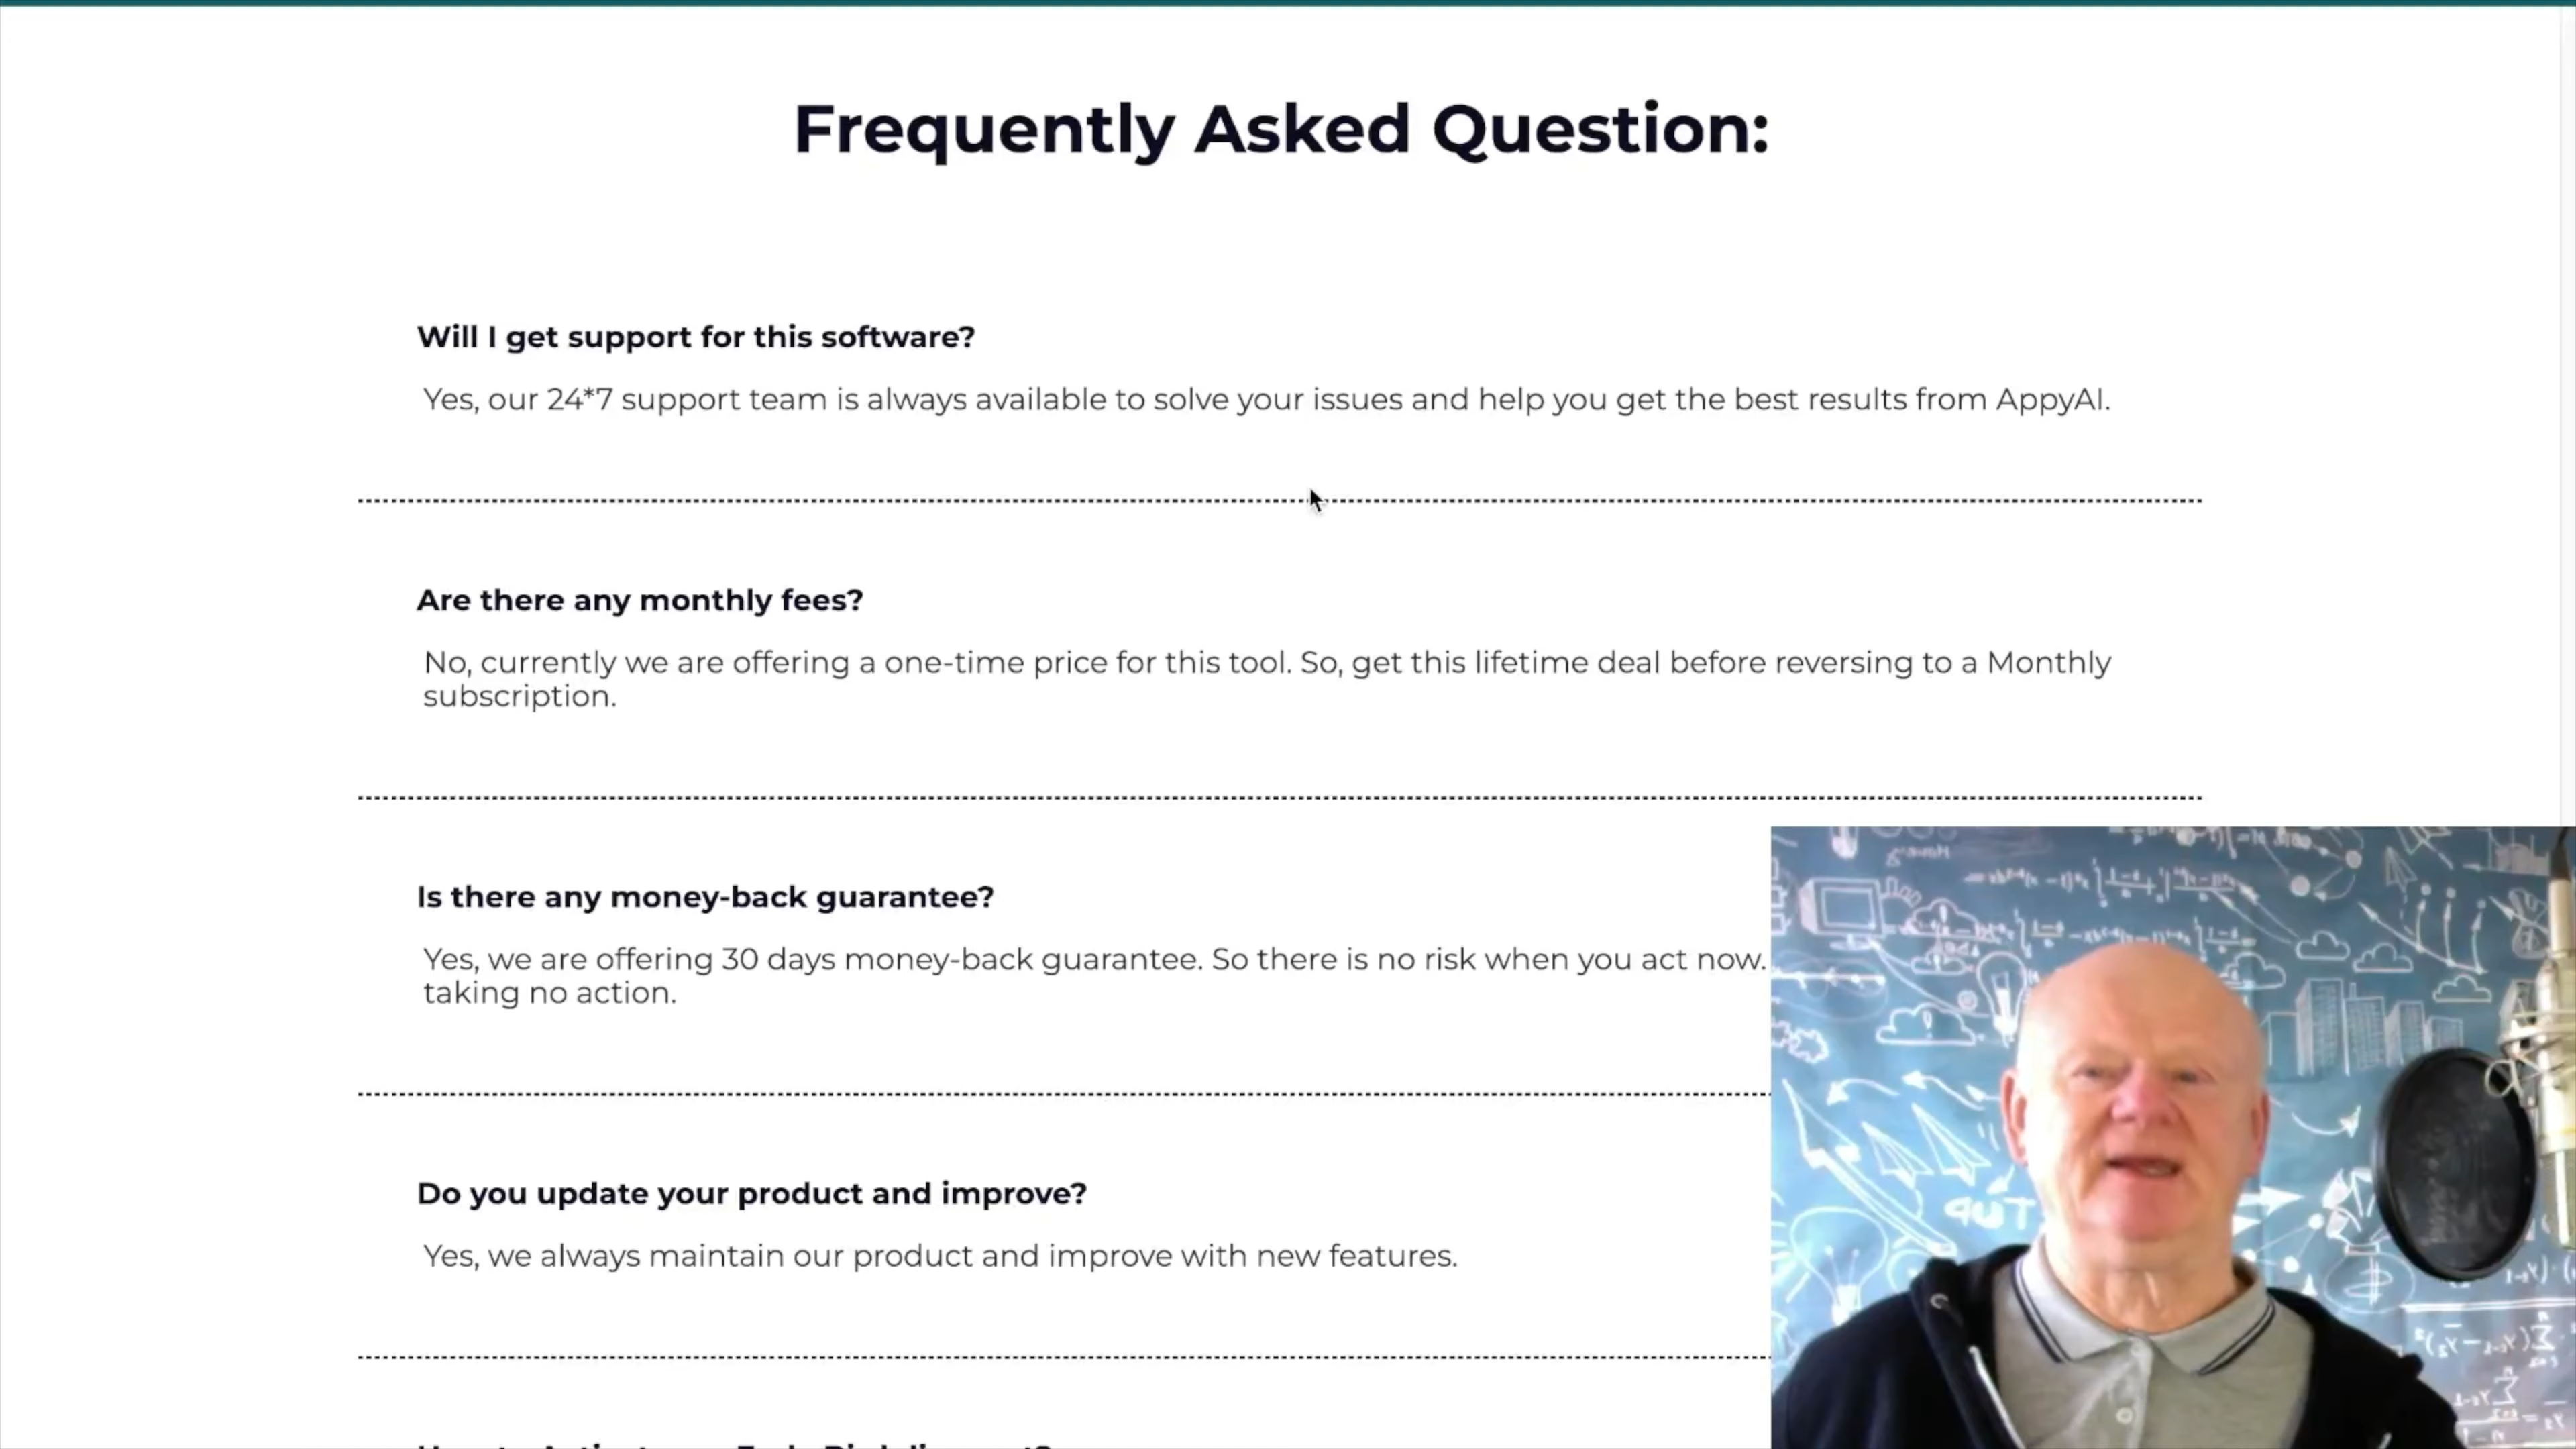 Frequently Asked Question:
Will I get support for this software?
Yes, our 24*7 support team is always available to solve your issues and help you get the best results from AppyAI.
Are there any monthly fees?
No, currently we are offering a one-time price for this tool. So, get this lifetime deal before reversing to a Monthly
subscription.
Is there any money-back guarantee?
Yes, we are offering 30 days money-back guarantee. So there is no risk when you act now.
taking no action.
Do you update your product and improve?
Yes, we always maintain our product and improve with new features.